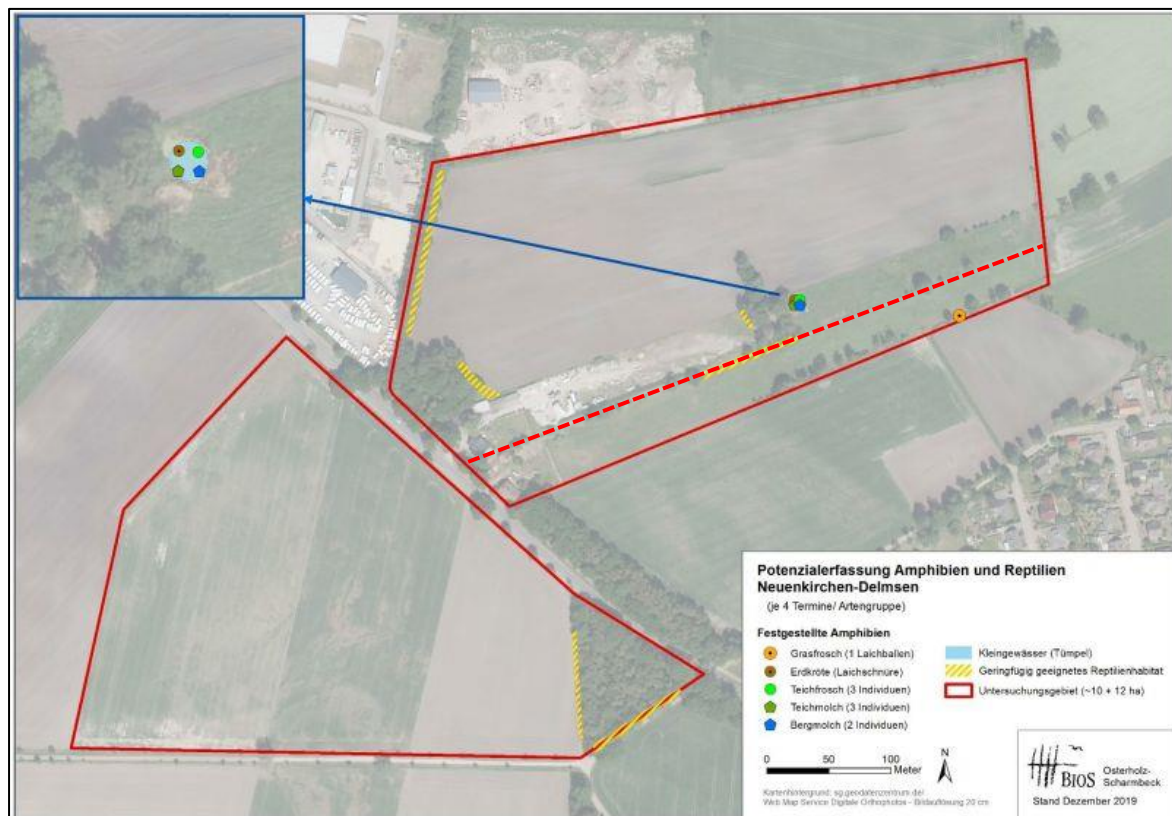 Potenzialerfassung Amphibien und Reptilien
Neuenkirchen-Delmsen
(je 4 Termine/ Artengruppe)
Festgestellte Amphibien
Grasfrosch (1 Laichballen)
Erdkröte (Laichschnüre)
Teichfrosch (3 Individuen)
Teichmolch (3 Individuen)
Bergmolch (2 Individuen)
Kleingewässer (Tümpel)
Geringfügig geeignetes Reptilienhabitat
Untersuchungsgebiet (~10 + 12 ha)
0 50 100
Meter
N
Kartenhintergrund: sg.geodatenzentrum.de/
Web Map Service Digitale Orthophotos - Bildauflösung 20 cm
BIOS
Osterholz-
Scharmbeck
Stand Dezember 2019